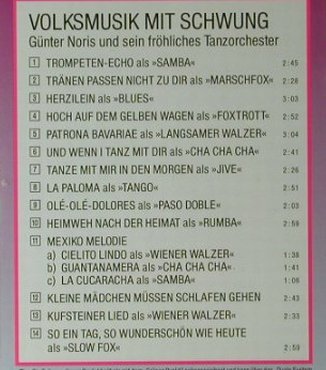 VOLKSMUSIK MIT SCHWUNG
Günter Noris und sein fröhliches Tanzorchester
1 TROMPETEN-ECHO als »SAMBA« 2:45
2 TRÄNEN PASSEN NICHT ZU DIR als »MARSCHFOX« 2:28
3 HERZILEIN als »BLUES« 3:03
4 HOCH AUF DEM GELBEN WAGEN als »FOXTROTT« 2:52
5 PATRONA BAVARIAE als »LANGSAMER WALZER« 3:04
6 UND WENN I TANZ MIT DIR als »CHA CHA CHA« 2:41
7 TANZE MIT MIR IN DEN MORGEN als »JIVE« 2:26
8 LA PALOMA als »TANGO« 2:51
9 OLÉ-OLÉ-DOLORES als »PASO DOBLE« 2:03
10 HEIMWEH NACH DER HEIMAT als »RUMBA« 2:59
11 MEXIKO MELODIE
a) CIELITO LINDO als »WIENER WALZER« 1:38
b) GUANTANAMERA als »CHA CHA CHA« 1:41
c) LA CUCARACHA als »SAMBA« 1:06
12 KLEINE MÄDCHEN MÜSSEN SCHLAFEN GEHEN 2:43
13 KUFSTEINER LIED als »WIENER WALZER« 2:33
14 SO EIN TAG, SO WUNDERSCHÖN WIE HEUTE
als »SLOW FOX« 2:59